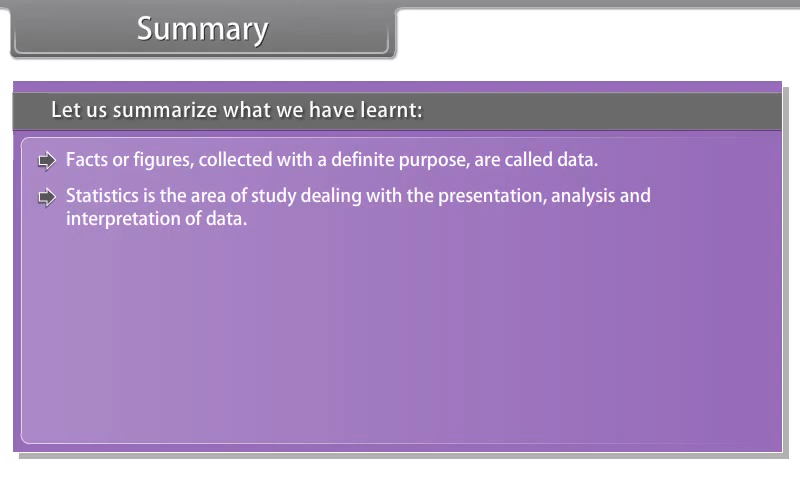 Summary
Let us summarize what we have learnt:
Facts or figures, collected with a definite purpose, are called data.
Statistics is the area of study dealing with the presentation, analysis and
interpretation of data.